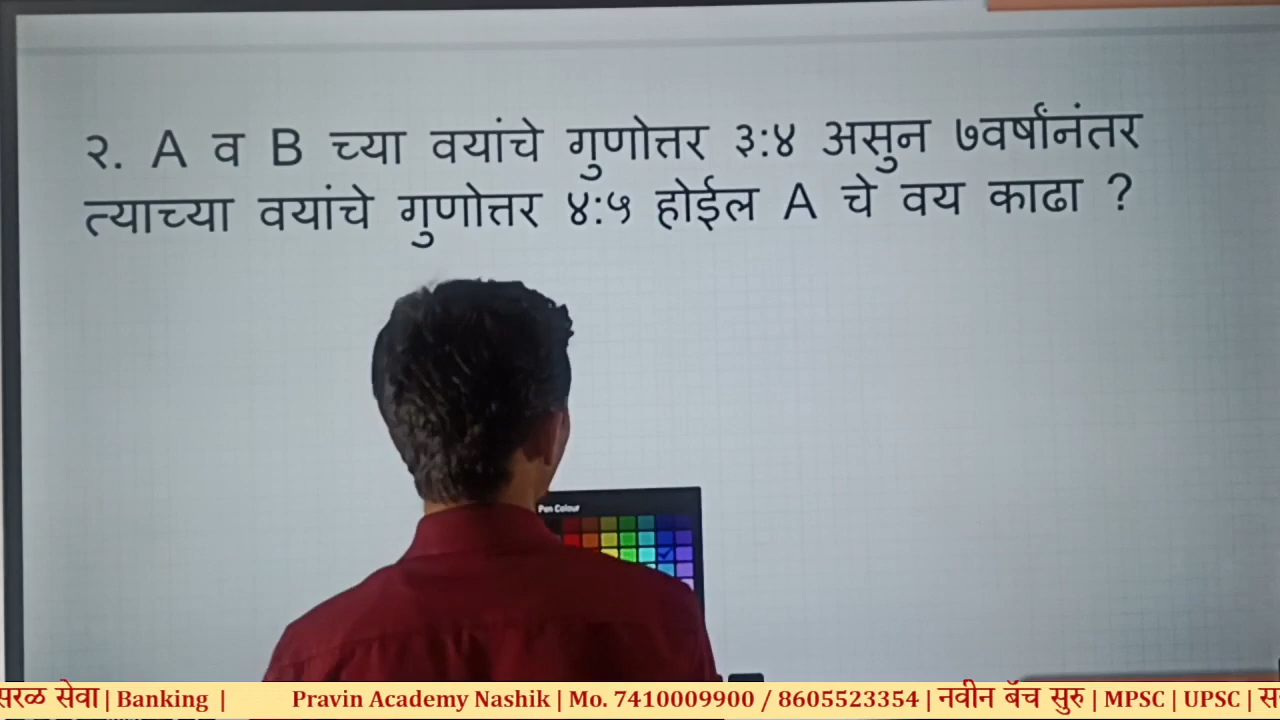 २. A व B च्या वयांचे गुणोत्तर ३:४ असुन ७वर्षांनंतर
त्याच्या वयांचे गुणोत्तर ४:५ होईल A चे वय काढा ?
Pen Colour
सरळ सेवा | Banking | Pravin Academy Nashik | Mo. 7410009900 / 8605523354 | नवीन बॅच सुरु | MPSC | UPSC |